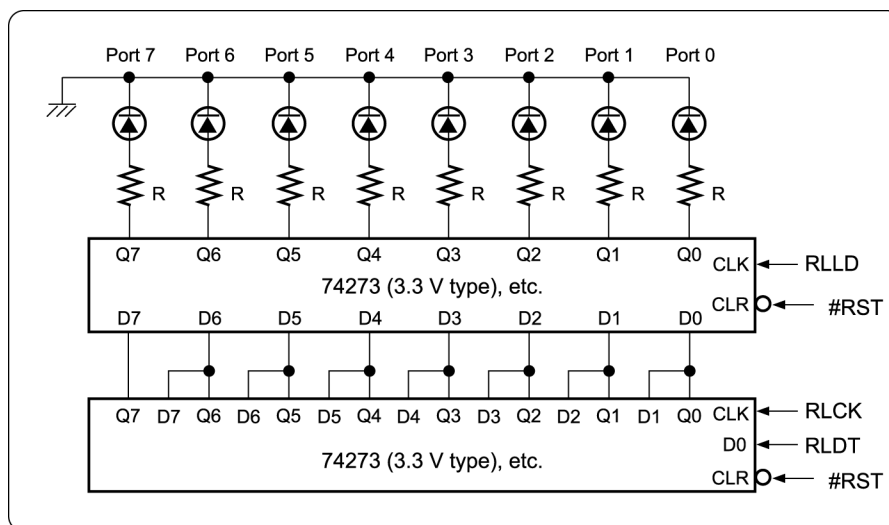 Port 7 Port 6 Port 5 Port 4 Port 3 Port 2 Port 1 Port 0
R R R R R R R R
Q7 Q6 Q5 Q4 Q3 Q2 Q1 Q0
CLK RLLD
74273 (3.3 V type), etc.
CLR #RST
D7 D6 D5 D4 D3 D2 D1 D0
Q7 D7 Q6 D6 Q5 D5 Q4 D4 Q3 D3 Q2 D2 Q1 D1 Q0 CLK RLCK
D0 RLDT
74273 (3.3 V type), etc.
CLR #RST